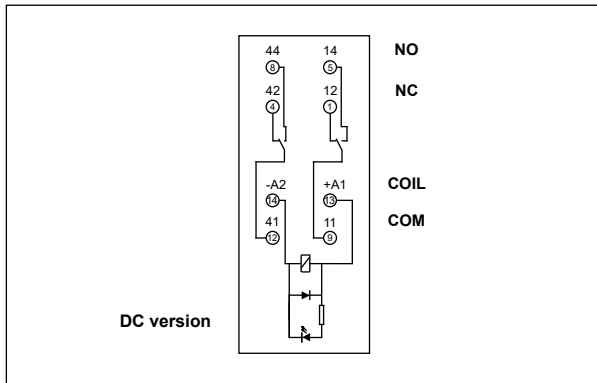 44 14 NO
8 5
42 12 NC
4 1
-A2 +A1 COIL
14 13
41 11 COM
12 9
DC version